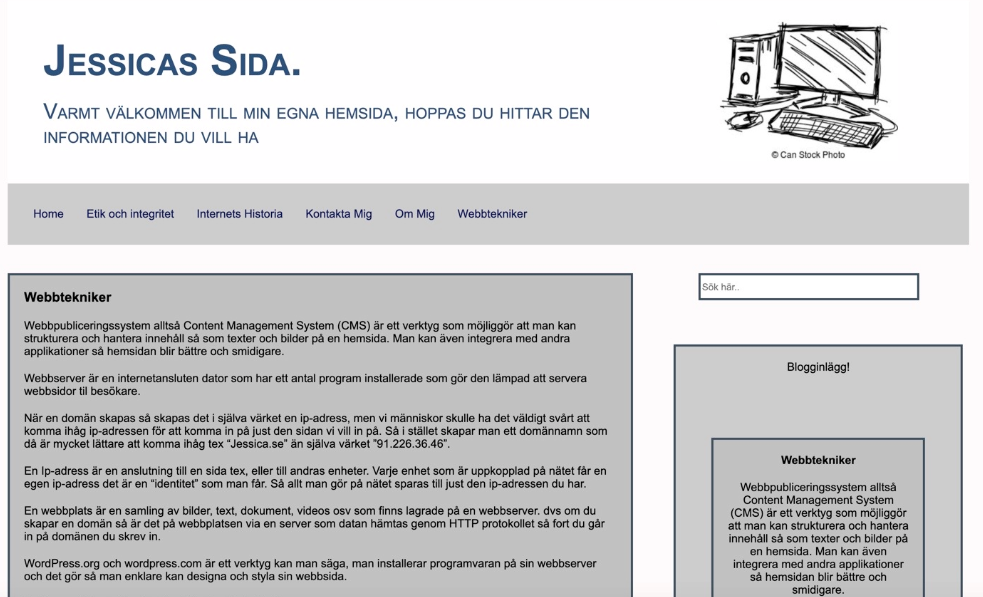 Jessicas Sida.
Varmt välkommen till min egna hemsida, hoppas du hittar den
informationen du vill ha
© Can Stock Photo
Home Etik och integritet Internets Historia Kontakta Mig Om Mig Webbtekniker
Webbtekniker
Webbpubliceringssystem alltså Content Management System (CMS) är ett verktyg som möjliggör att man kan
strukturera och hantera innehåll så som texter och bilder på en hemsida. Man kan även integrera med andra
applikationer så hemsidan blir bättre och smidigare.
Webbserver är en internetansluten dator som har ett antal program installerade som gör den lämpad att servera
webbsidor til besökare.
När en domän skapas så skapas det i själva värket en ip-adress, men vi människor skulle ha det väldigt svårt att
komma ihåg ip-adressen för att komma in på just den sidan vi vill in på. Så i stället skapar man ett domännamn som
då är mycket lättare att komma ihåg tex “Jessica.se” än själva värket ”91.226.36.46”.
En Ip-adress är en anslutning till en sida tex, eller till andras enheter. Varje enhet som är uppkopplad på nätet får en
egen ip-adress det är en “identitet” som man får. Så allt man gör på nätet sparas till just den ip-adressen du har.
En webbplats är en samling av bilder, text, dokument, videos osv som finns lagrade på en webbserver. dvs om du
skapar en domän så är det på webbplatsen via en server som datan hämtas genom HTTP protokollet så fort du går
in på domänen du skrev in.
WordPress.org och wordpress.com är ett verktyg kan man säga, man installerar programvaran på sin webbserver
och det gör så man enklare kan designa och styla sin webbsida.
Sök här..
Blogginlägg!
Webbtekniker
Webbpubliceringssystem alltså
Content Management System
(CMS) är ett verktyg som möjliggör
att man kan strukturera och hantera
innehåll så som texter och bilder på
en hemsida. Man kan även
integrera med andra applikationer
så hemsidan blir bättre och
smidigare.